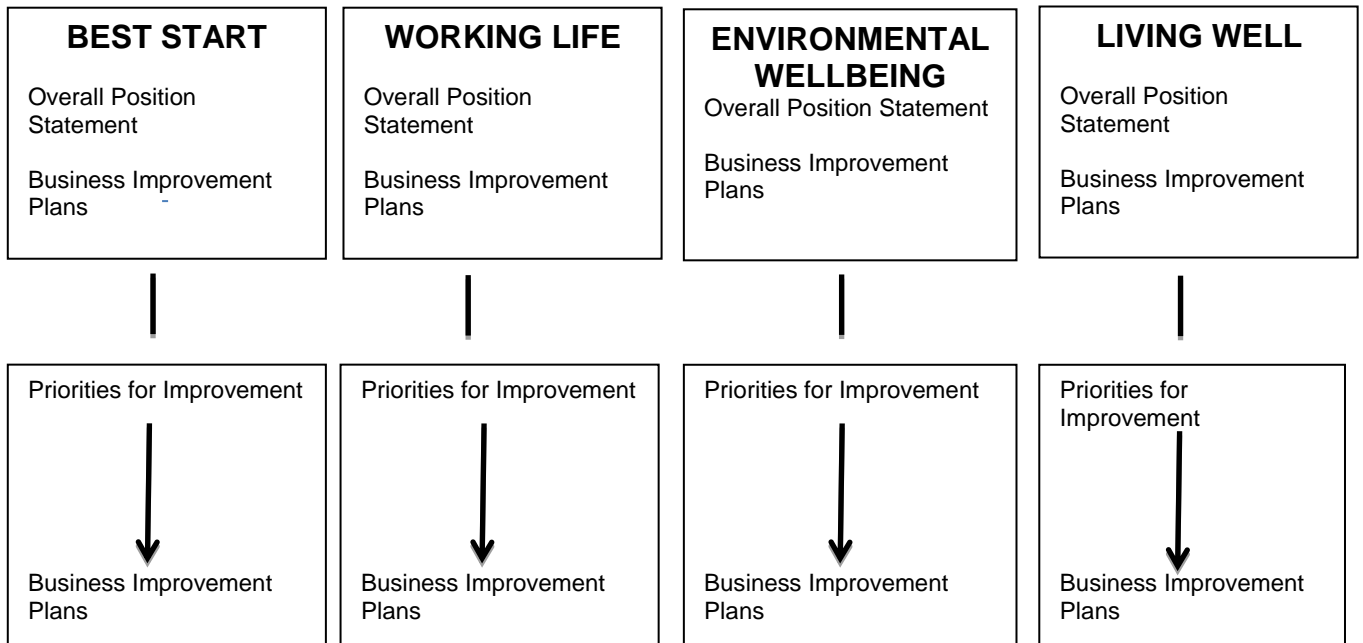 BEST START
Overall Position
Statement
Business Improvement
Plans
WORKING LIFE
Overall Position
Statement
Business Improvement
Plans
ENVIRONMENTAL
WELLBEING
Overall Position Statement
Business Improvement
Plans
LIVING WELL
Overall Position
Statement
Business Improvement
Plans
Priorities for Improvement
Business Improvement
Plans
Priorities for Improvement
Business Improvement
Plans
Priorities for Improvement
Business Improvement
Plans
Priorities for
Improvement
Business Improvement
Plans